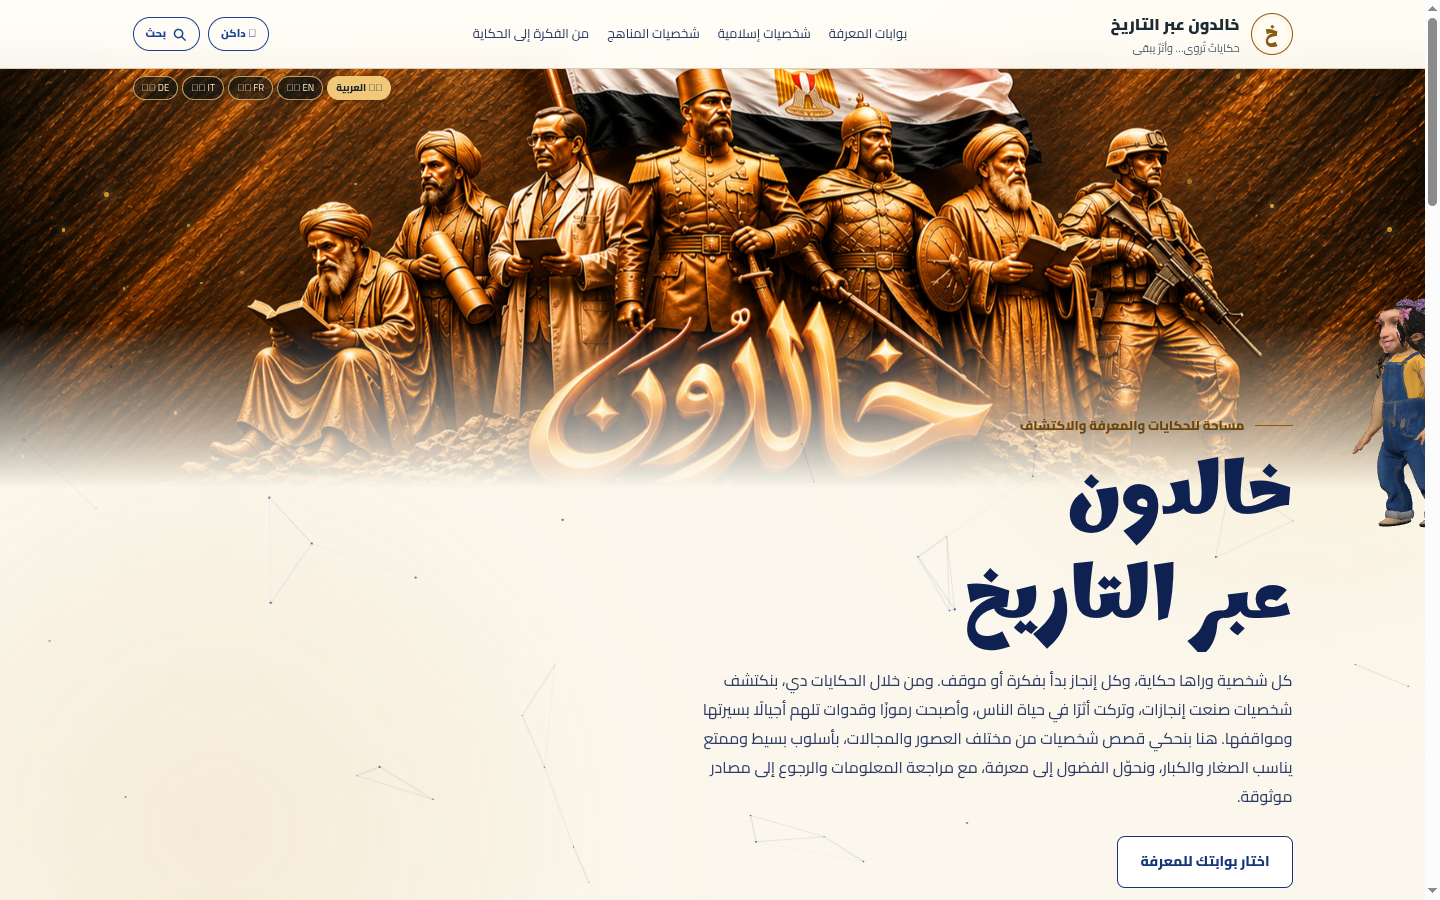 خالدون عبر التاريخ
حكاياتٌ تُروى... وأثرٌ يبقى
بوابات المعرفة
شخصيات إسلامية
شخصيات المناهج
من الفكرة إلى الحكاية
داكن
بحث
العربية
EN
FR
IT
DE
خالدون
مساحة للحكايات والمعرفة والاكتشاف
خالدون
عبر التاريخ
كل شخصية وراها حكاية، وكل إنجاز بدأ بفكرة أو موقف. ومن خلال الحكايات دي، بنكتشف
شخصيات صنعت إنجازات، وتركت أثرًا في حياة الناس، وأصبحت رموزًا وقدوات تلهم أجيالًا بسيرتها
ومواقفها. هنا بنحكي قصص شخصيات من مختلف العصور والمجالات، بأسلوب بسيط وممتع
يناسب الصغار والكبار، ونحوّل الفضول إلى معرفة، مع مراجعة المعلومات والرجوع إلى مصادر
موثوقة.
اختار بوابتك للمعرفة
خ